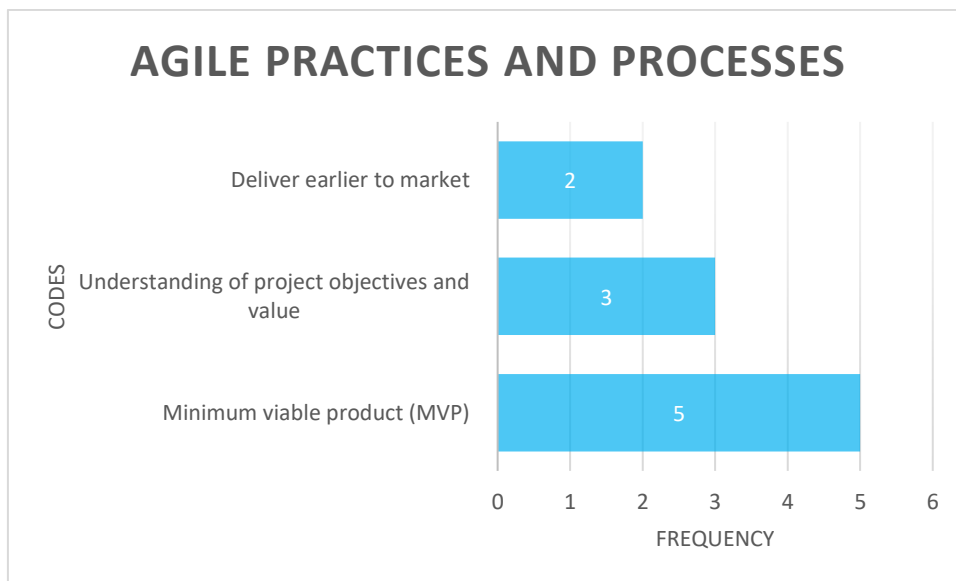 AGILE PRACTICES AND PROCESSES
Deliver earlier to market
2
Understanding of project objectives and
value
3
Minimum viable product (MVP)
5
CODES
0 1 2 3 4 5 6
FREQUENCY